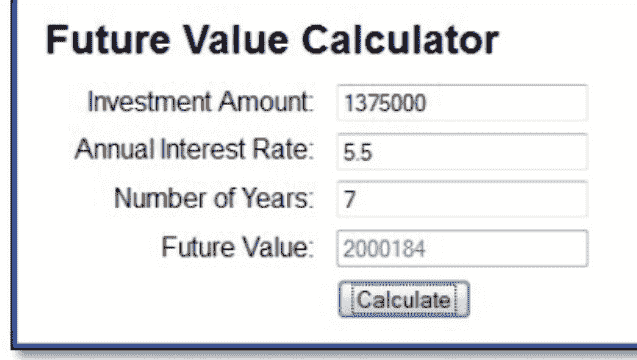 Future Value Calculator
Investment Amount: 1375000
Annual Interest Rate: 5.5
Number of Years: 7
Future Value: 2000184
Calculate